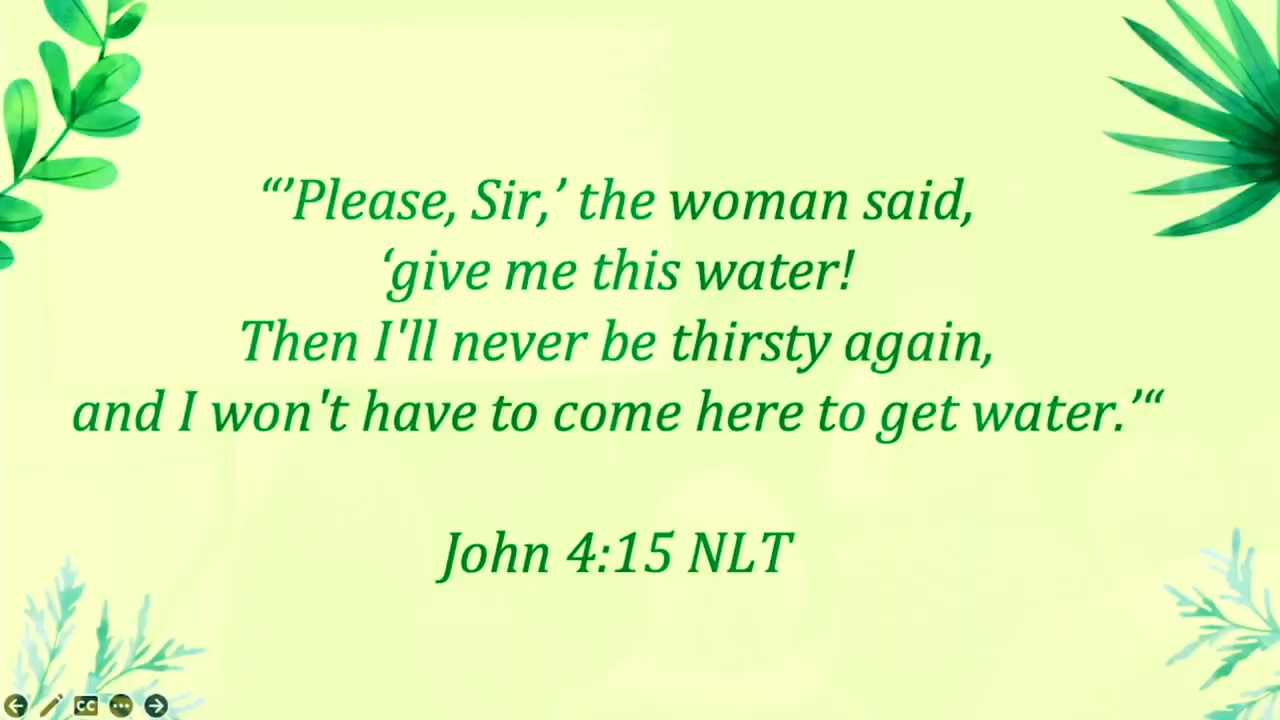 “’Please, Sir,’ the woman said,
‘give me this water!
Then I'll never be thirsty again,
and I won't have to come here to get water.’“
John 4:15 NLT
CC